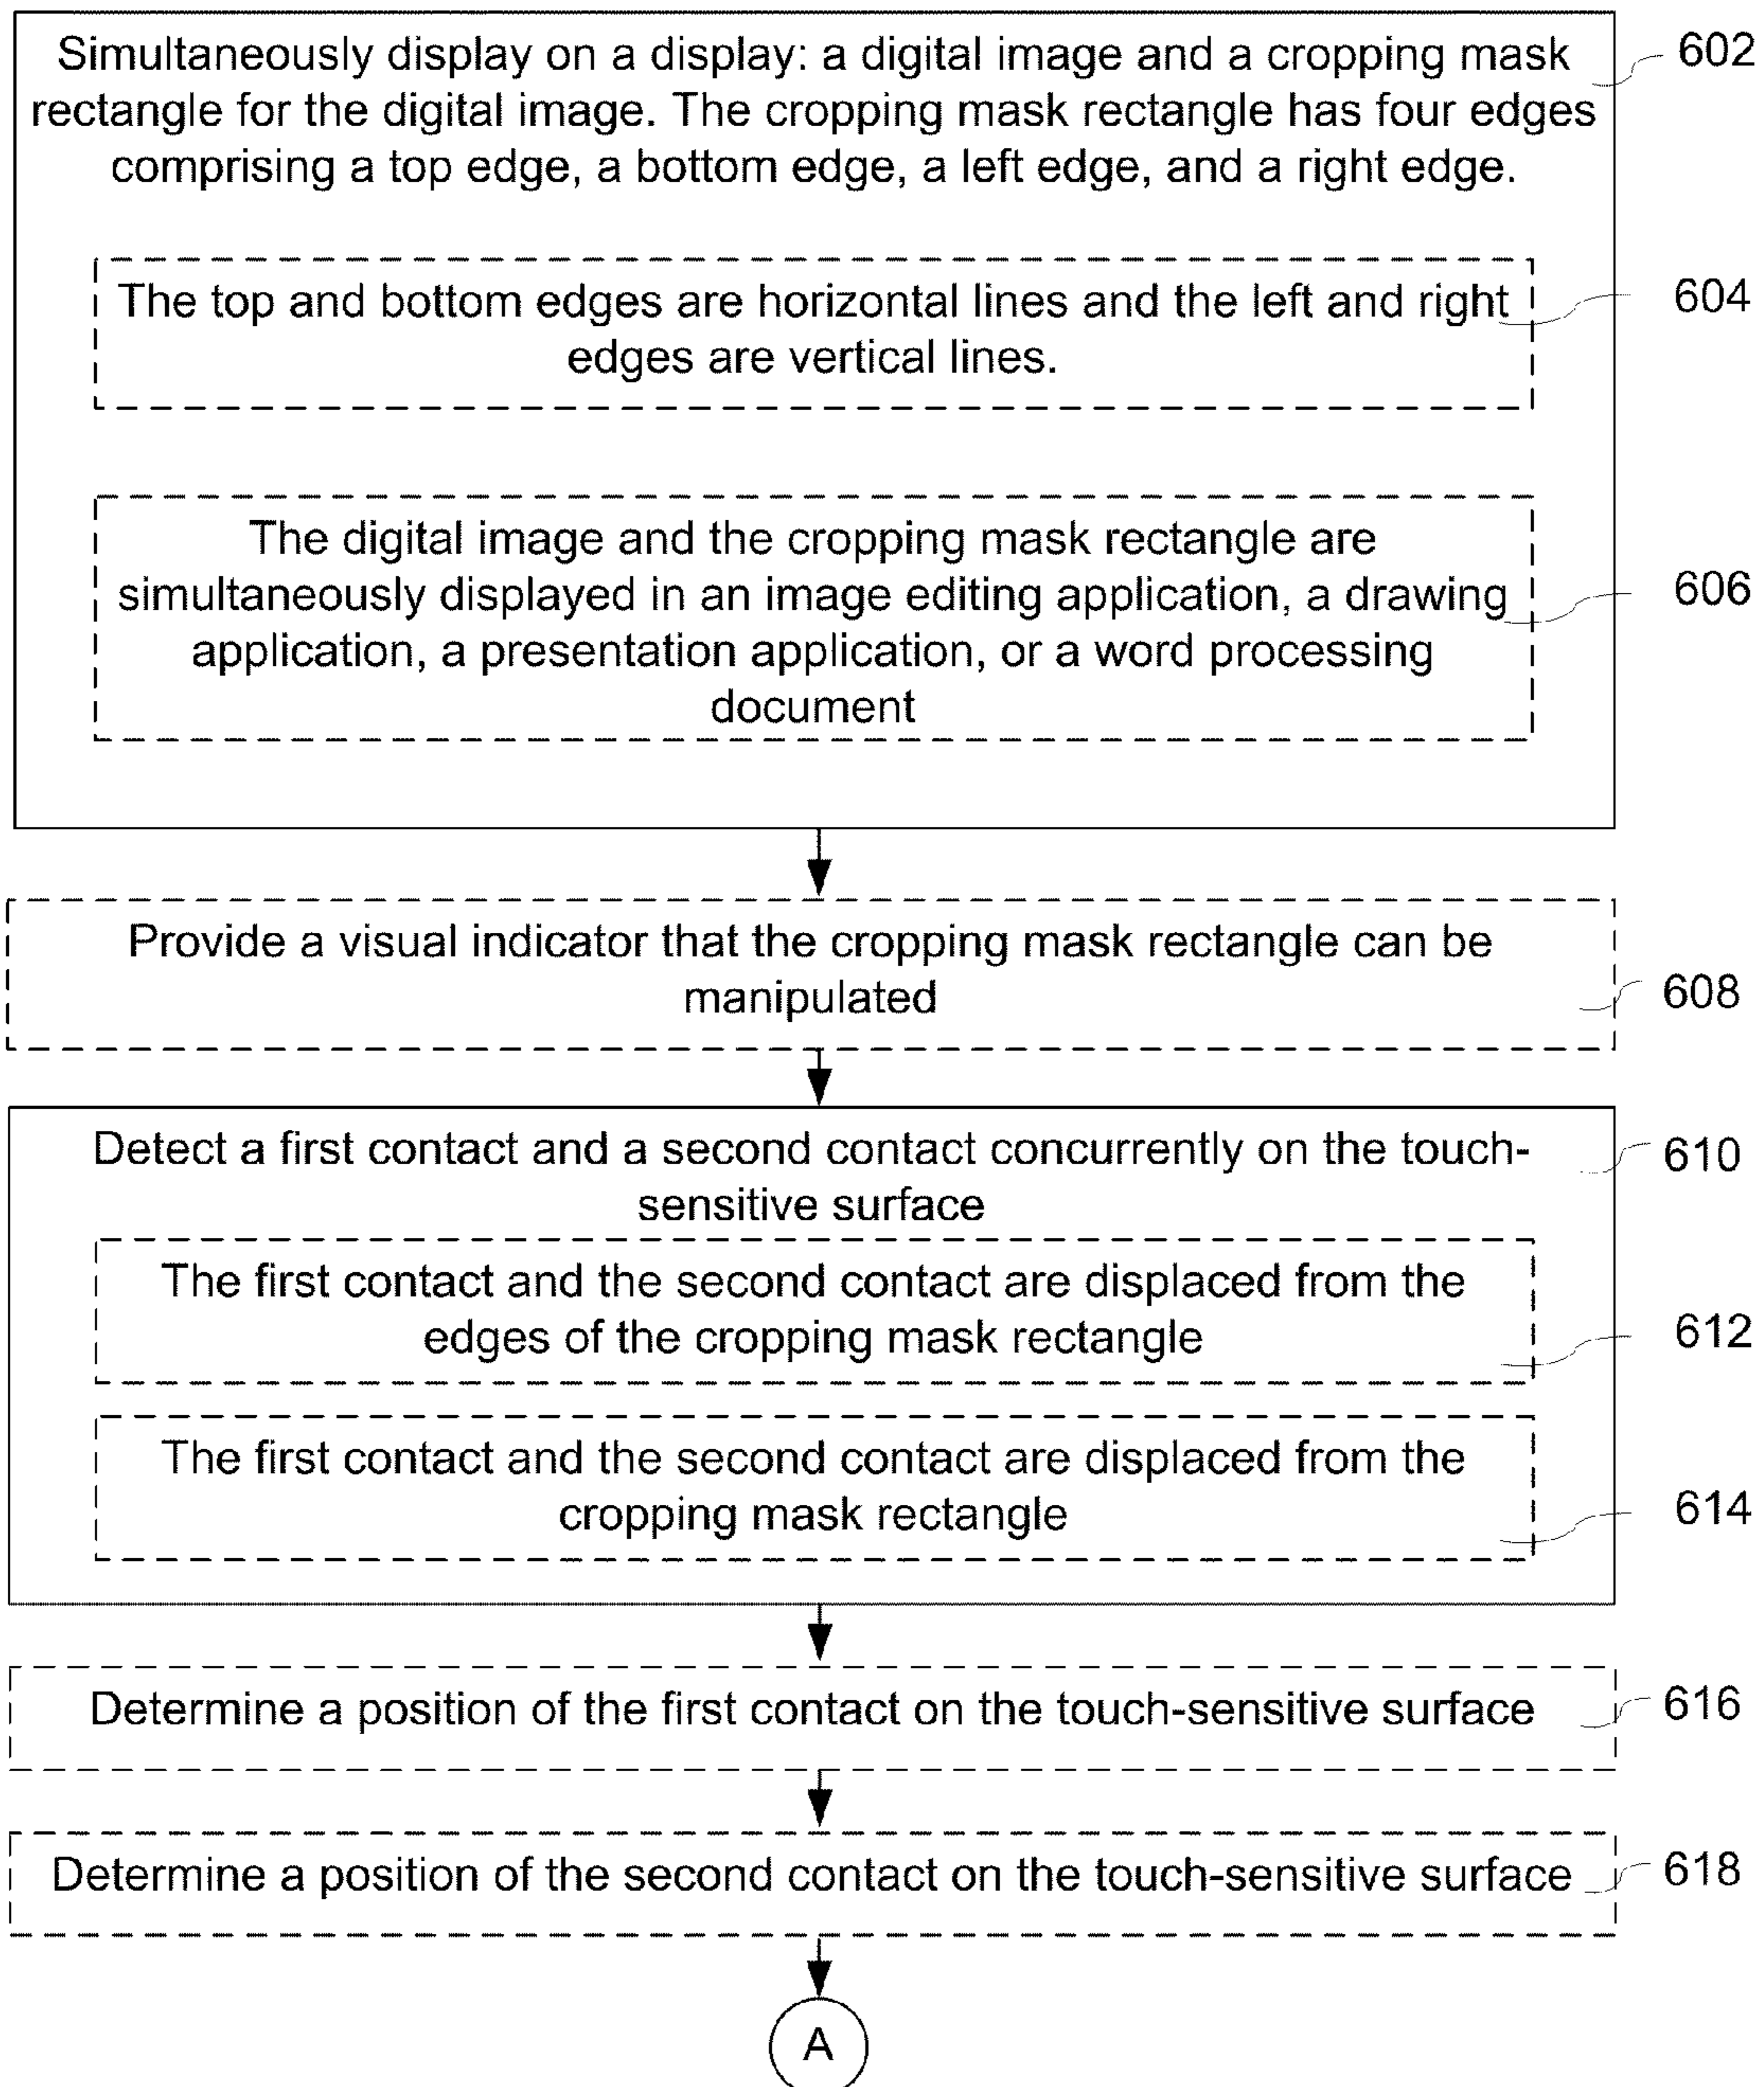 Simultaneously display on a display: a digital image and a cropping mask
rectangle for the digital image. The cropping mask rectangle has four edges
comprising a top edge, a bottom edge, a left edge, and a right edge.
602
The top and bottom edges are horizontal lines and the left and right
edges are vertical lines.
604
The digital image and the cropping mask rectangle are
simultaneously displayed in an image editing application, a drawing
application, a presentation application, or a word processing
document
606
Provide a visual indicator that the cropping mask rectangle can be
manipulated
608
Detect a first contact and a second contact concurrently on the touch-
sensitive surface
610
The first contact and the second contact are displaced from the
edges of the cropping mask rectangle
612
The first contact and the second contact are displaced from the
cropping mask rectangle
614
Determine a position of the first contact on the touch-sensitive surface
616
Determine a position of the second contact on the touch-sensitive surface
618
A